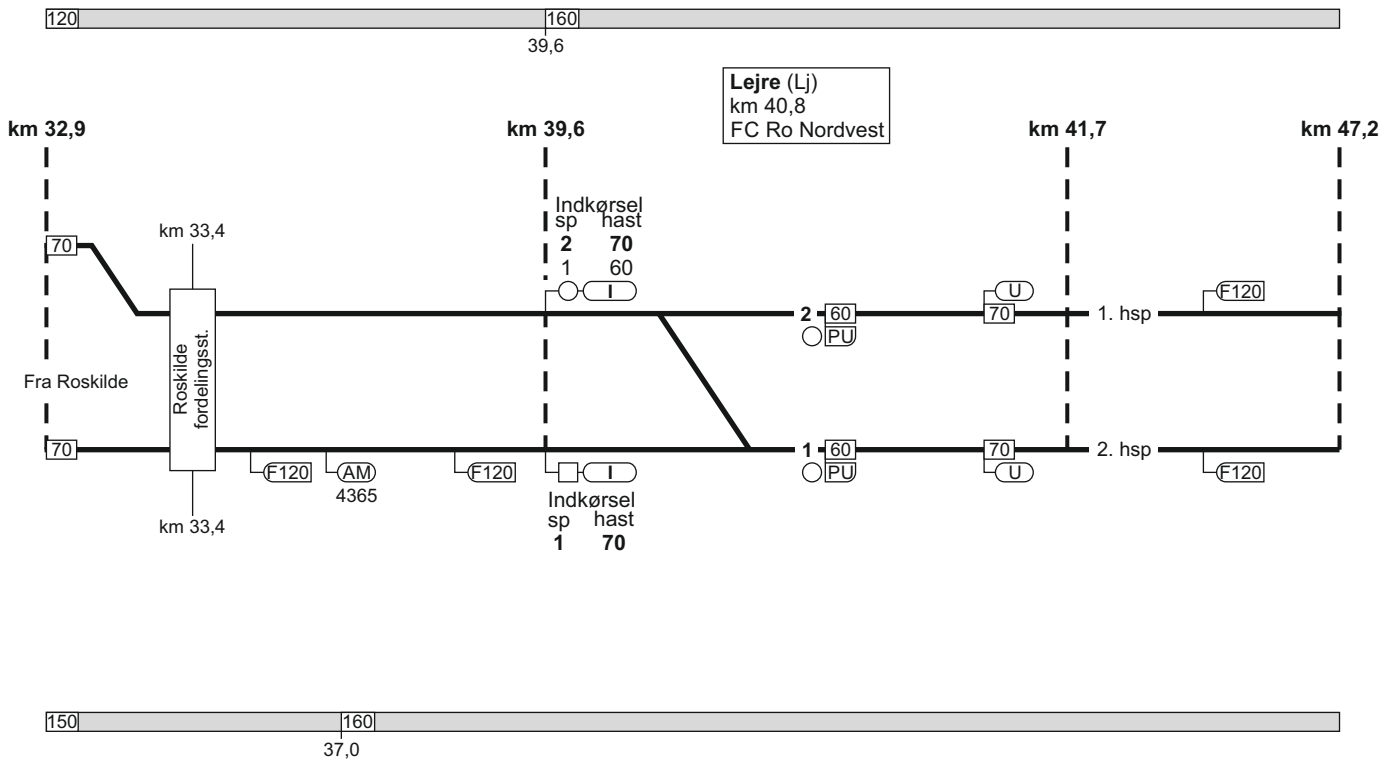 120
160
39,6
Lejre (Lj)
km 40,8
FC Ro Nordvest
km 32,9
km 39,6
km 41,7
km 47,2
Indkørsel
sp hast
2 70
1 60
km 33,4
70
I
U
F120
2 60
70
1. hsp
PU
Roskilde
fordelingsst.
Fra Roskilde
70
1 60
70
2. hsp
F120
AM
F120
I
PU
U
F120
4365
Indkørsel
sp hast
1 70
km 33,4
150
160
37,0